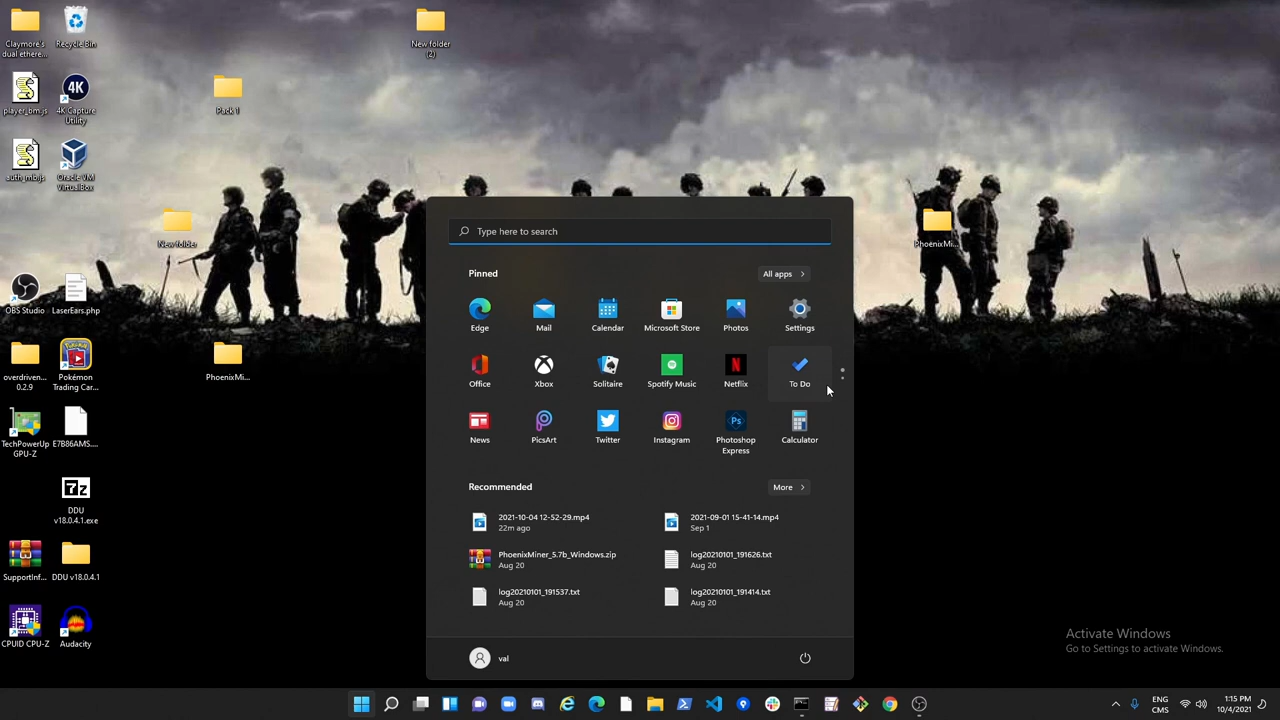 Claymore's
dual ethere...
Recycle Bin
New folder
(2)
player_bm.js
4K
4K Capture
Utility
Pack 1
auth_mb.js
Oracle VM
VirtualBox
New folder
PhoenixMi...
OBS Studio
LaserEars.php
overdriven...
0.2.9
Pokémon
Trading Car...
PhoenixMi...
TechPowerUp
GPU-Z
E7B86AMS....
7z
DDU
v18.0.4.1.exe
SupportInf...
DDU v18.0.4.1
CPUID CPU-Z
Audacity
Type here to search
Pinned
All apps
Edge
Mail
Calendar
Microsoft Store
Photos
Settings
Office
Xbox
Solitaire
Spotify Music
Netflix
To Do
News
PicsArt
Twitter
Instagram
Photoshop
Express
Calculator
Recommended
More
2021-10-04 12-52-29.mp4
22m ago
2021-09-01 15-41-14.mp4
Sep 1
PhoenixMiner_5.7b_Windows.zip
Aug 20
log20210101_191626.txt
Aug 20
log20210101_191537.txt
Aug 20
log20210101_191414.txt
Aug 20
val
Activate Windows
Go to Settings to activate Windows.
ENG
CMS
1:15 PM
10/4/2021